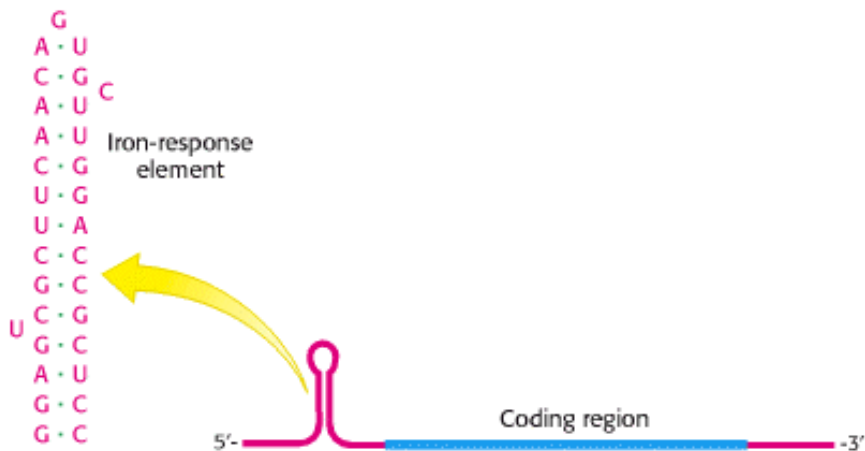 G
A · U
C · G
C
A · U
A · U
C · G
U · G
U · A
C · C
G · C
C · G
U
G · C
A · U
G · C
G · C
Iron-response
element
Coding region
5′-
-3′